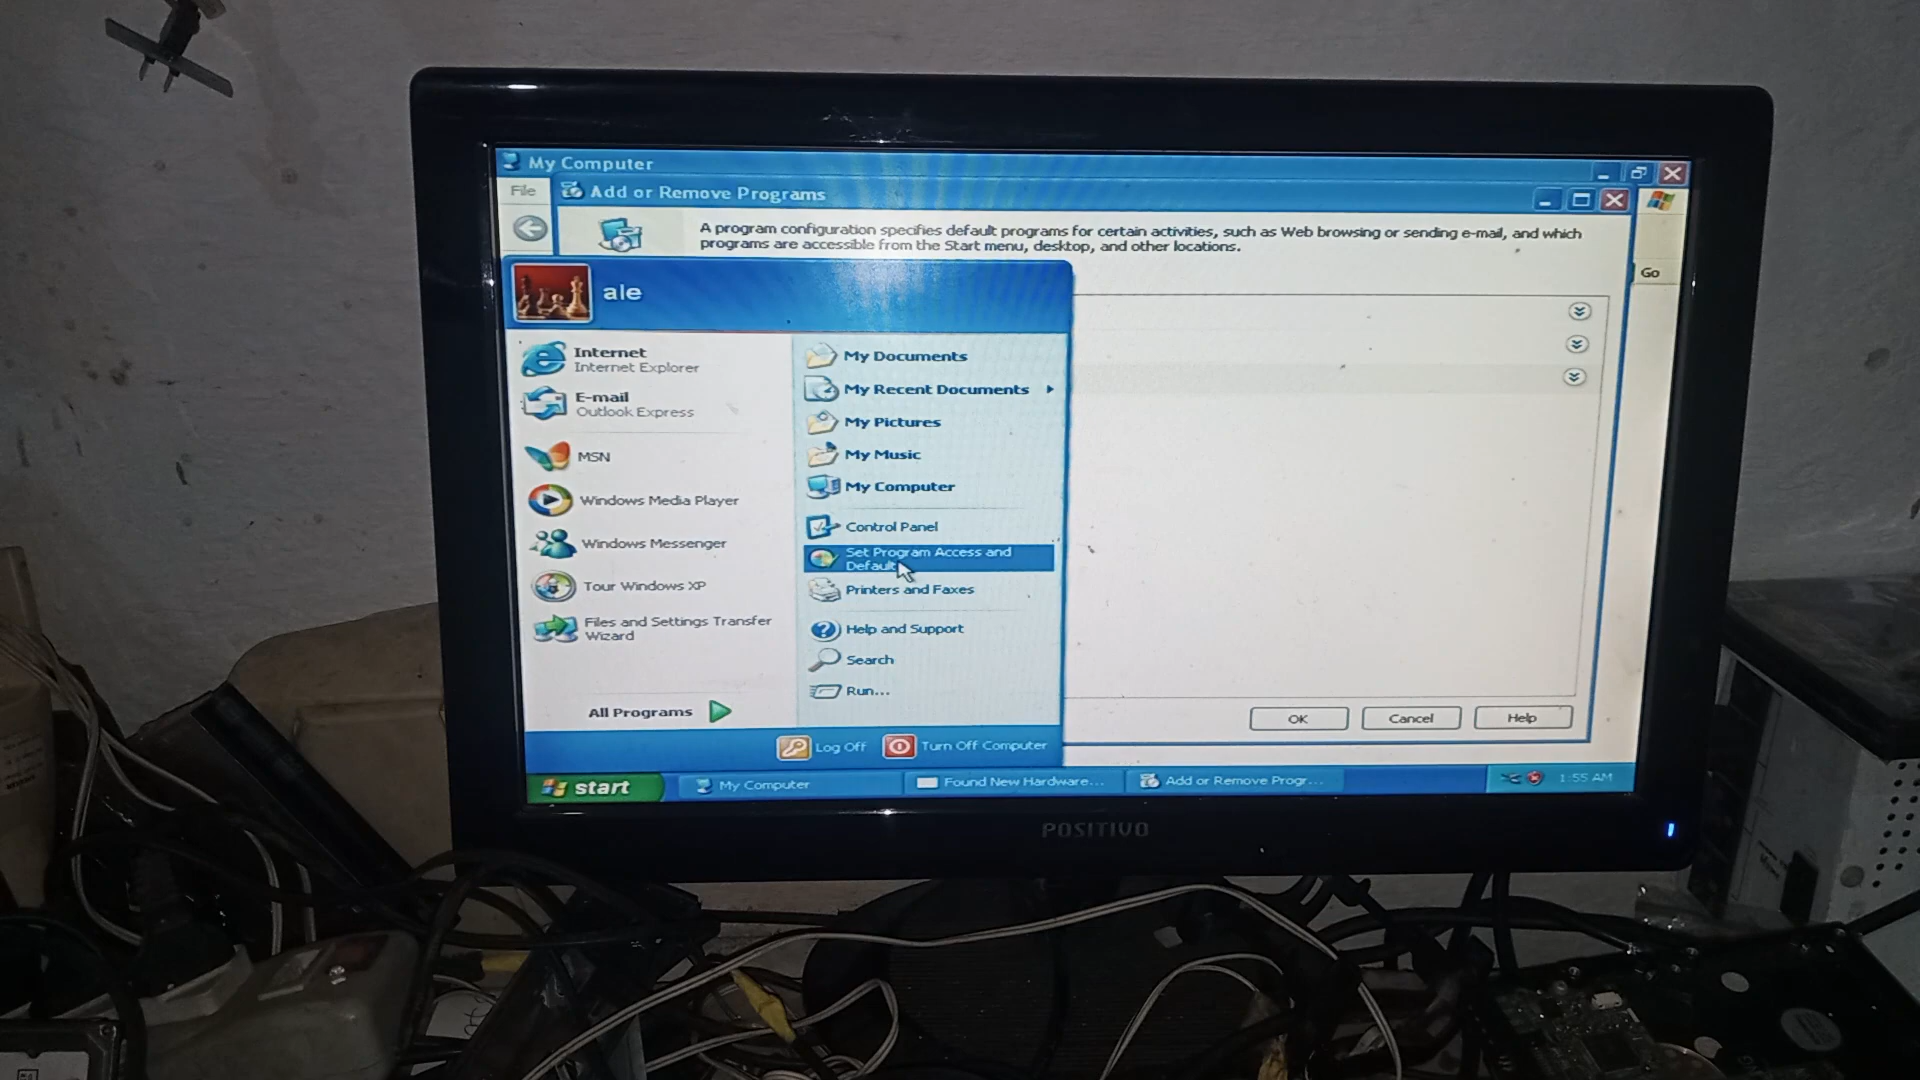 My Computer
File
Add or Remove Programs
A program configuration specifies default programs for certain activities, such as Web browsing or sending e-mail, and which
programs are accessible from the Start menu, desktop, and other locations.
Go
ale
Internet
Internet Explorer
E-mail
Outlook Express
MSN
Windows Media Player
Windows Messenger
Tour Windows XP
Files and Settings Transfer
Wizard
All Programs
My Documents
My Recent Documents
My Pictures
My Music
My Computer
Control Panel
Set Program Access and
Default
Printers and Faxes
Help and Support
Search
Run...
OK
Cancel
Help
Log Off
Turn Off Computer
start
My Computer
Found New Hardware...
Add or Remove Progr...
1:55 AM
POSITIVO